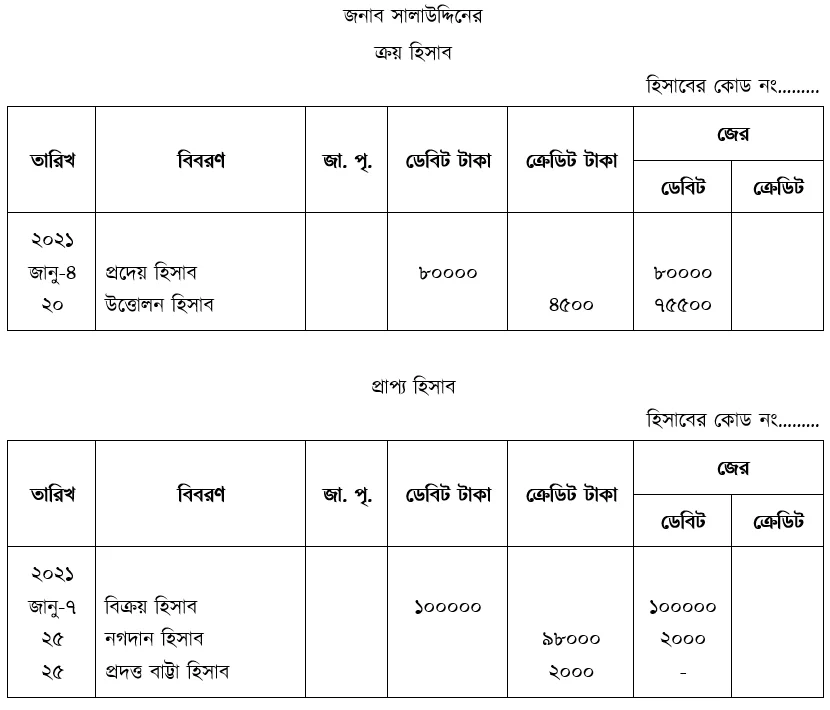 জনাব সালাউদ্দিনের
ক্রয় হিসাব
হিসাবের কোড নং.........
তারিখ বিবরণ জা. পৃ. ডেবিট টাকা ক্রেডিট টাকা জের
ডেবিট ক্রেডিট
২০২১
জানু-৪ প্রদেয় হিসাব ৮০০০০ ৮০০০০
২০ উত্তোলন হিসাব ৪৫০০ ৭৫৫০০
প্রাপ্য হিসাব
হিসাবের কোড নং.........
তারিখ বিবরণ জা. পৃ. ডেবিট টাকা ক্রেডিট টাকা জের
ডেবিট ক্রেডিট
২০২১
জানু-৭ বিক্রয় হিসাব ১০০০০০ ১০০০০০
২৫ নগদান হিসাব ৯৮০০০ ২০০০
২৫ প্রদত্ত বাট্টা হিসাব ২০০০ -